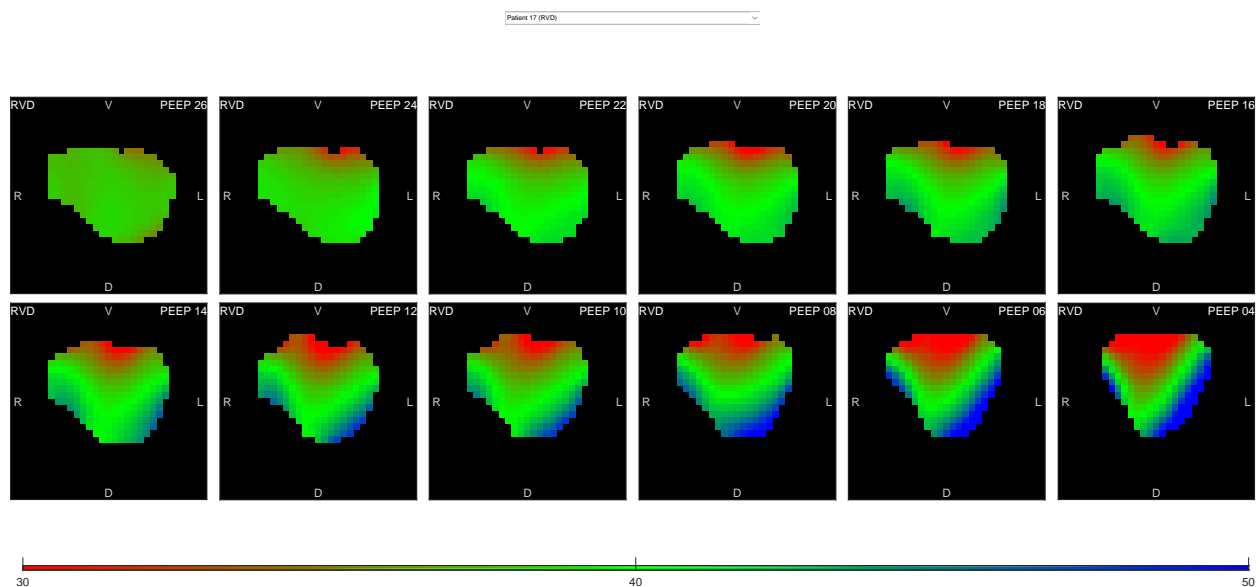 Patient 17 (RVD)
RVD V PEEP 26 RVD V PEEP 24 RVD V PEEP 22 RVD V PEEP 20 RVD V PEEP 18 RVD V PEEP 16
R L R L R L R L R L R L
D D D D D D
RVD V PEEP 14 RVD V PEEP 12 RVD V PEEP 10 RVD V PEEP 08 RVD V PEEP 06 RVD V PEEP 04
R L R L R L R L R L R L
D D D D D D
30 40 50